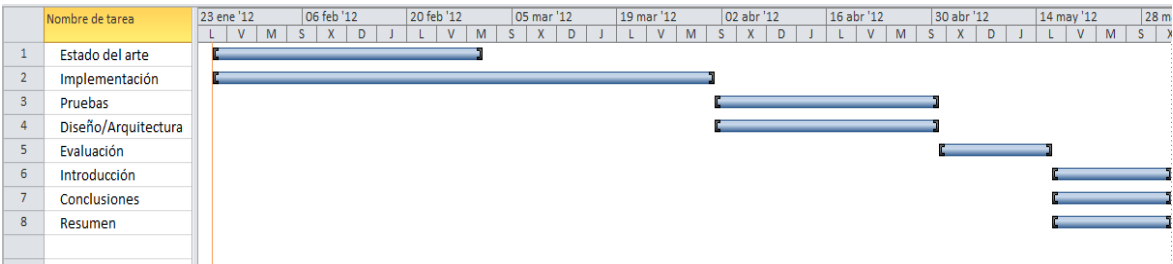 Nombre de tarea 23 ene '12 06 feb '12 20 feb '12 05 mar '12 19 mar '12 02 abr '12 16 abr '12 30 abr '12 14 may '12 28 m
L V M S X D J L V M S X D J L V M S X D J L V M S X D J L V M S X
1 Estado del arte
2 Implementación
3 Pruebas
4 Diseño/Arquitectura
5 Evaluación
6 Introducción
7 Conclusiones
8 Resumen